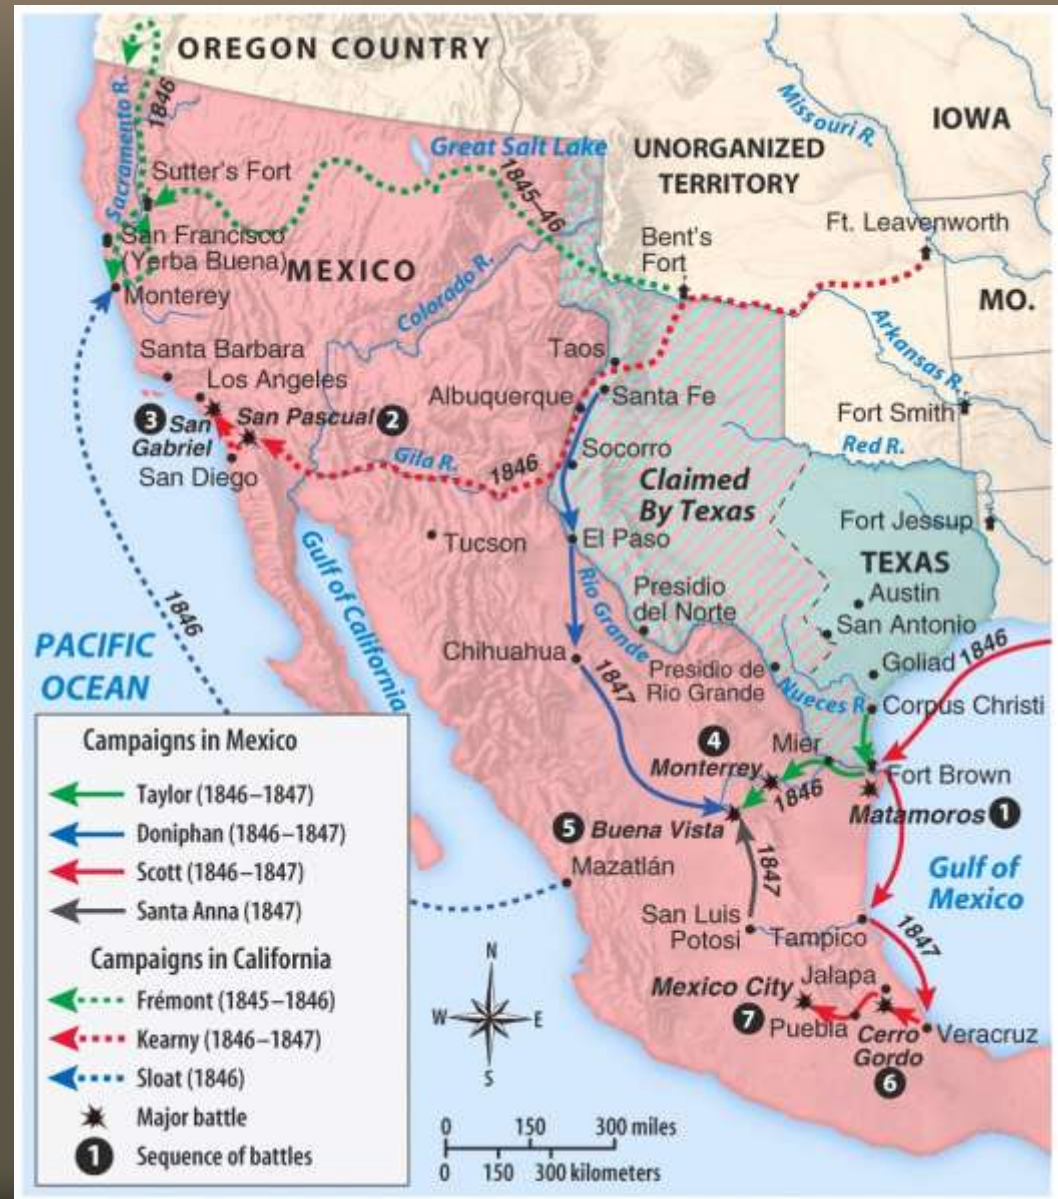 OREGON COUNTRY
Sacramento R.
1846
Missouri R.
IOWA
Great Salt Lake
UNORGANIZED
TERRITORY
Sutter's Fort
1845–46
Ft. Leavenworth
Bent's
Fort
San Francisco
(Yerba Buena)
MEXICO
Colorado R.
MO.
Monterey
Arkansas R.
Santa Barbara
Taos
Los Angeles
Albuquerque
Santa Fe
Fort Smith
3 San
Gabriel
San Pascual 2
Red R.
San Diego
Gila R.
1846
Socorro
Claimed
By Texas
Fort Jessup
Tucson
El Paso
TEXAS
Gulf of California
Rio Grande
Presidio
del Norte
Austin
1846
San Antonio
PACIFIC
OCEAN
Chihuahua
1847
Presidio de
Rio Grande
Goliad
1846
Nueces R.
Corpus Christi
4
Monterrey
Mier
1846
Fort Brown
Matamoros 1
5 Buena Vista
1847
Mazatlán
Gulf of
Mexico
San Luis
Potosi
Tampico
1847
Jalapa
Mexico City
7
Puebla
Cerro
Gordo
6
Veracruz
Campaigns in Mexico
Taylor (1846–1847)
Doniphan (1846–1847)
Scott (1846–1847)
Santa Anna (1847)
Campaigns in California
Frémont (1845–1846)
Kearny (1846–1847)
Sloat (1846)
Major battle
1 Sequence of battles
N
W E
S
0 150 300 miles
0 150 300 kilometers